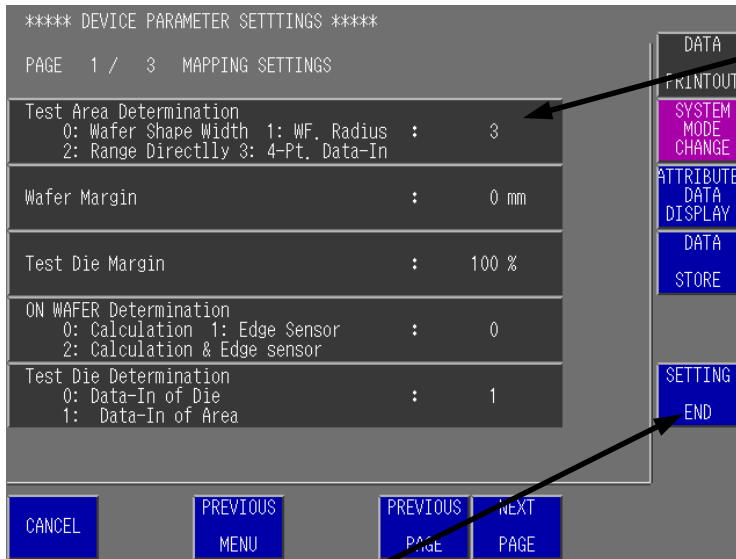 ***** DEVICE PARAMETER SETTTINGS *****
PAGE 1 / 3 MAPPING SETTINGS
Test Area Determination
0: Wafer Shape Width 1: WF. Radius : 3
2: Range Directlly 3: 4-Pt. Data-In
Wafer Margin : 0 mm
Test Die Margin : 100 %
ON WAFER Determination
0: Calculation 1: Edge Sensor : 0
2: Calculation & Edge sensor
Test Die Determination
0: Data-In of Die : 1
1: Data-In of Area
DATA
PRINTOUT
SYSTEM
MODE
CHANGE
ATTRIBUTE
DATA
DISPLAY
DATA
STORE
SETTING
END
CANCEL
PREVIOUS
MENU
PREVIOUS
PAGE
NEXT
PAGE